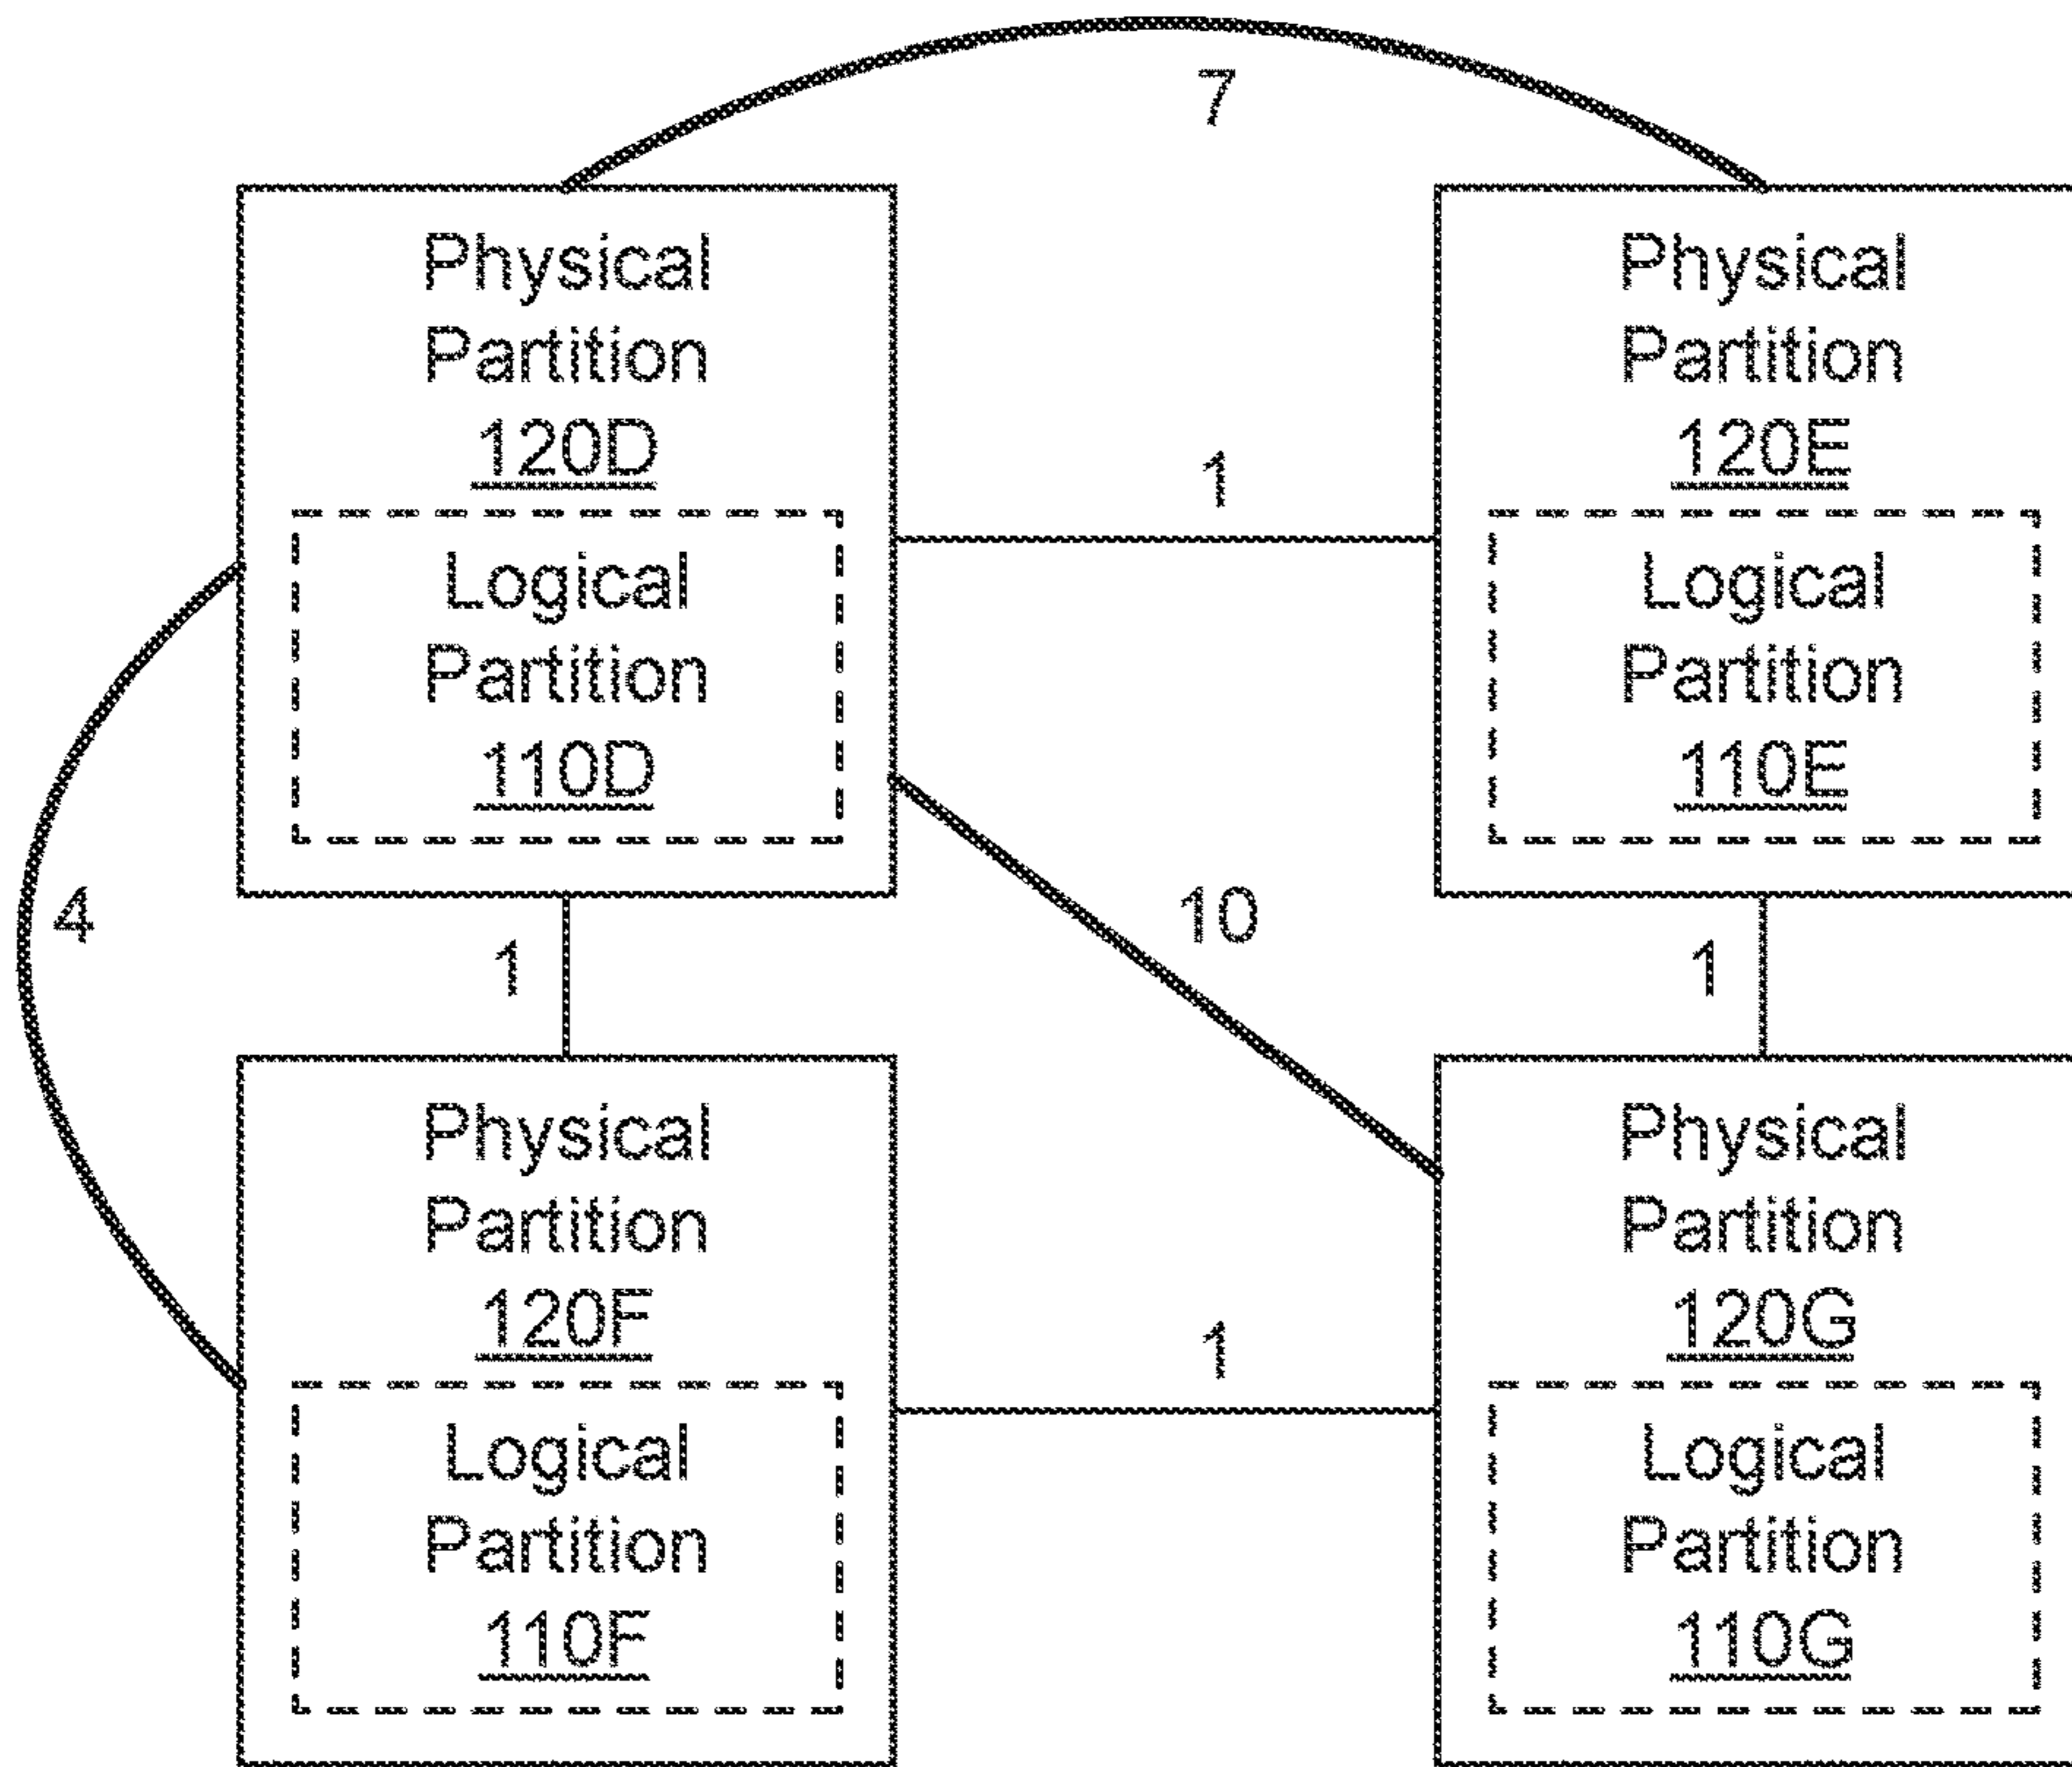 7
Physical
Partition
120D
Logical
Partition
110D
1
Physical
Partition
120E
Logical
Partition
110E
4
1
10
1
Physical
Partition
120F
Logical
Partition
110F
1
Physical
Partition
120G
Logical
Partition
110G